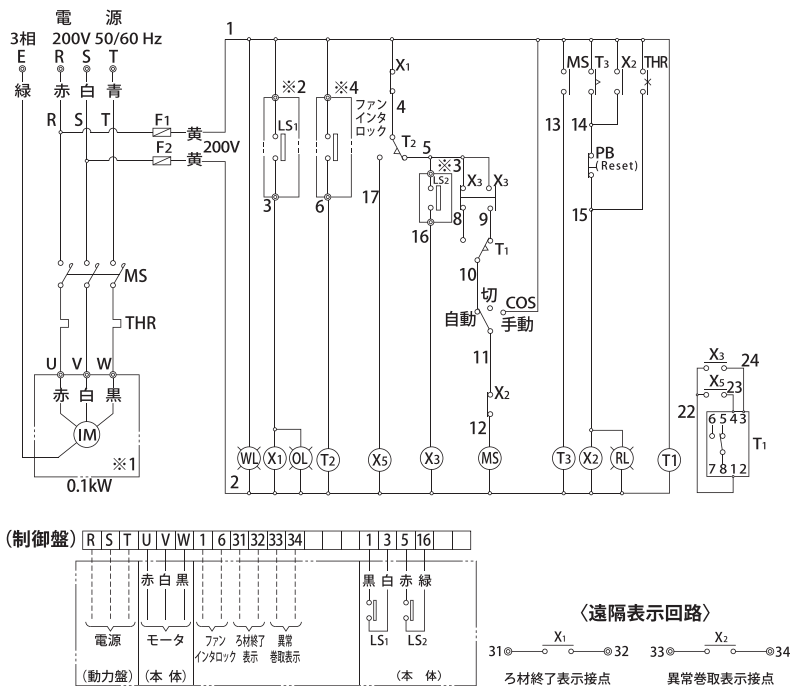 電 源
3相 200V 50/60 Hz
E R S T
緑 赤 白 青
R S T
F1 黄
F2 黄
200V
MS
THR
U V W
赤 白 黒
IM
※1
0.1kW
1
※2
LS1
3
※4
ファン
インタ
ロック
6
X1
4
T2
5
17
※3
LS2
16
X3 X3
8 9
T1
10
切
自動
COS
手動
11
X2
12
MS T3 X2 THR
13 14
PB
(Reset)
15
WL X1 OL T2 X5 X3 MS T3 X2 RL T1
2
X3 24
X5 23
22
6 5 4 3
T1
7 8 1 2
(制御盤) R S T U V W 1 6 31 32 33 34 1 3 5 16
赤 白 黒 黒 白 赤 緑
LS1 LS2
電源 モータ ファン
インタロック ろ材終了
表示 異常
巻取表示
(動力盤) (本 体) (本 体)
〈遠隔表示回路〉
31 X1 32 33 X2 34
ろ材終了表示接点 異常巻取表示接点